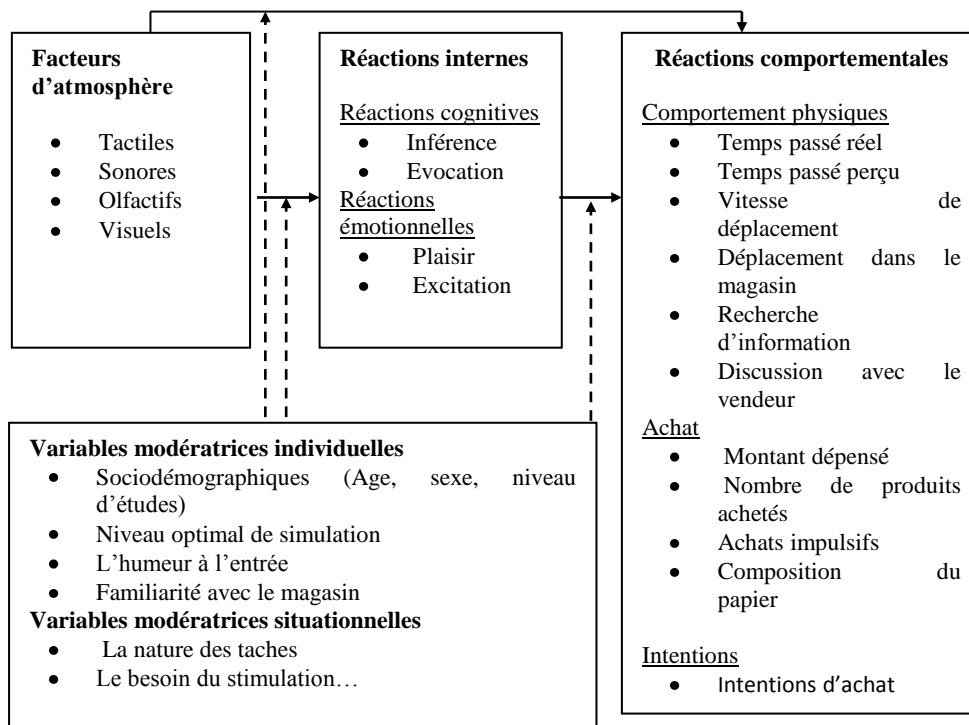 Facteurs
d'atmosphère
• Tactiles
• Sonores
• Olfactifs
• Visuels
Réactions internes
Réactions cognitives
• Inférence
• Evocation
Réactions
émotionnelles
• Plaisir
• Excitation
Réactions comportementales
Comportement physiques
• Temps passé réel
• Temps passé perçu
• Vitesse de
déplacement
• Déplacement dans le
magasin
• Recherche
d'information
• Discussion avec le
vendeur
Achat
• Montant dépensé
• Nombre de produits
achetés
• Achats impulsifs
• Composition du
papier
Intentions
• Intentions d'achat
Variables modératrices individuelles
• Sociodémographiques (Age, sexe, niveau
d'études)
• Niveau optimal de simulation
• L'humeur à l'entrée
• Familiarité avec le magasin
Variables modératrices situationnelles
• La nature des taches
• Le besoin du stimulation…